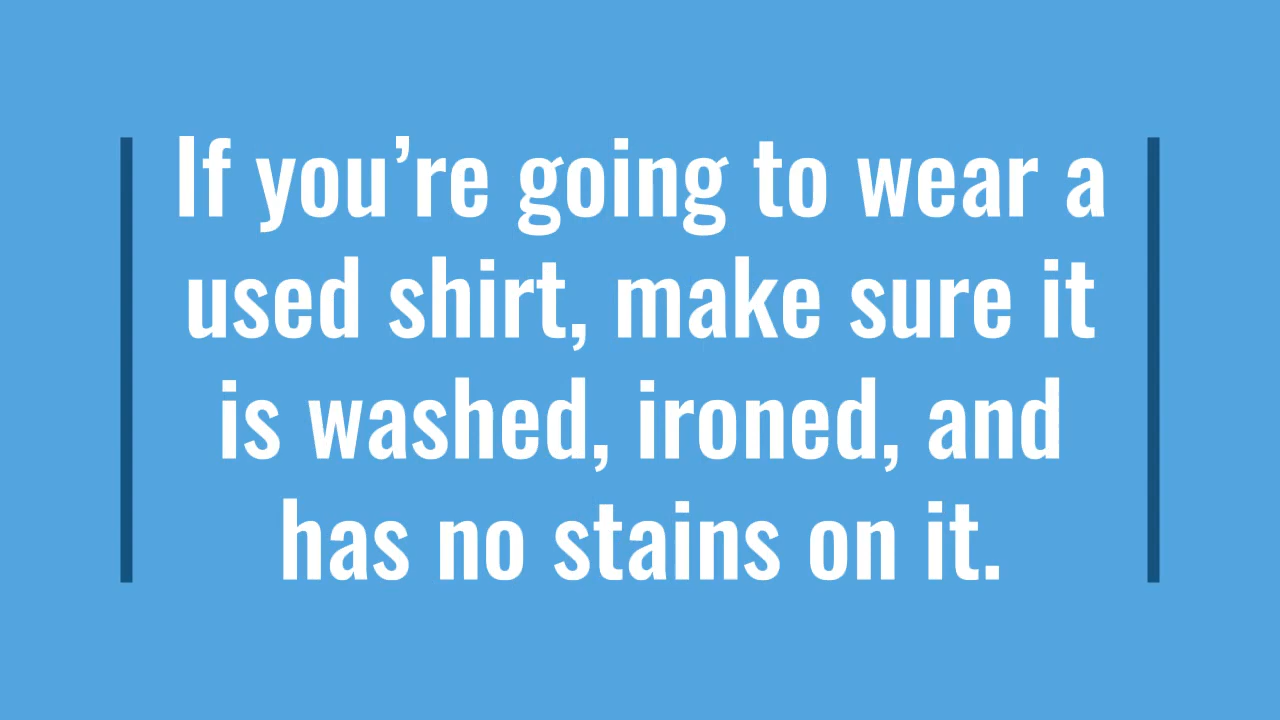 If you’re going to wear a
used shirt, make sure it
is washed, ironed, and
has no stains on it.